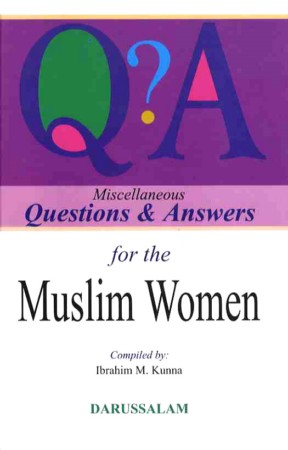 Q?A
Miscellaneous
Questions & Answers
for the
Muslim Women
Compiled by:
Ibrahim M. Kunna
DARUSSALAM